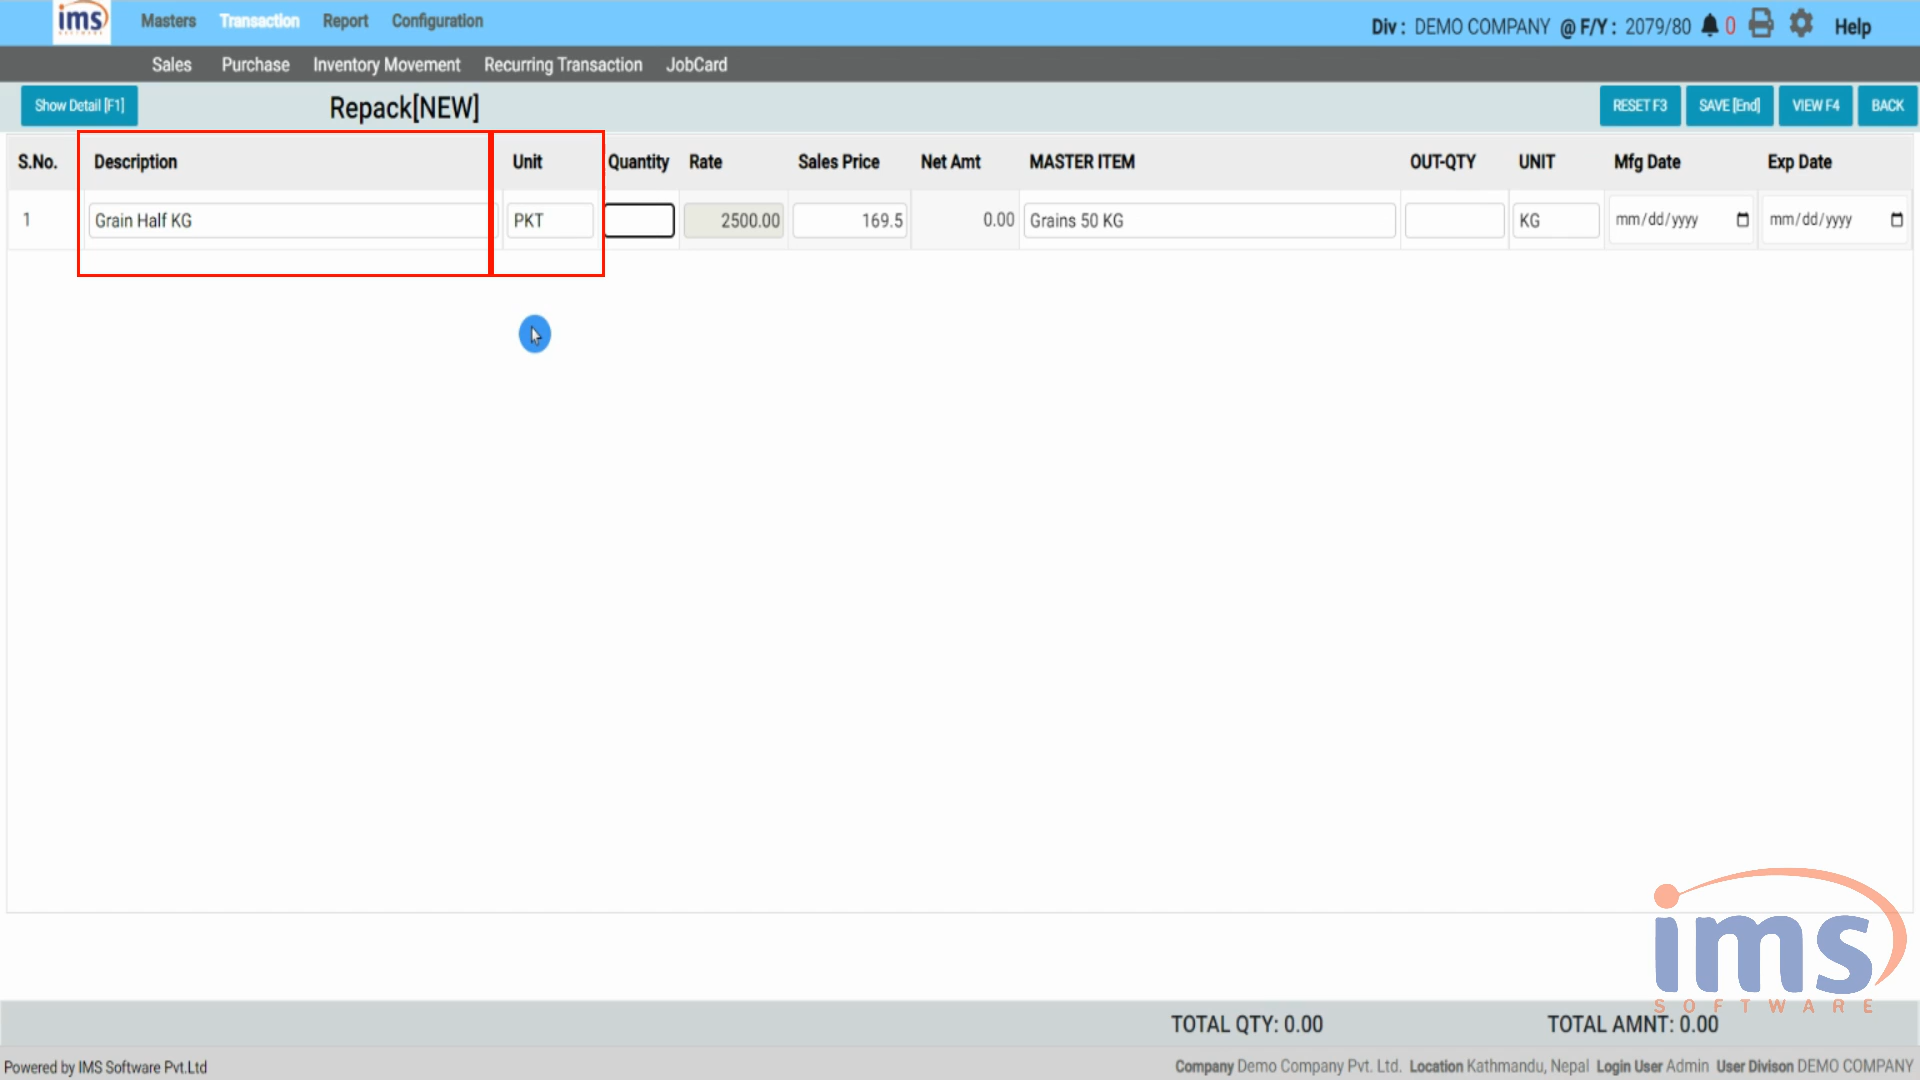 ims SOFTWARE Masters Transaction Report Configuration Div : DEMO COMPANY @ F/Y : 2079/80 0 Help
Sales Purchase Inventory Movement Recurring Transaction JobCard
Show Detail [F1] Repack[NEW] RESET F3 SAVE [End] VIEW F4 BACK
S.No. Description Unit Quantity Rate Sales Price Net Amt MASTER ITEM OUT-QTY UNIT Mfg Date Exp Date
1 Grain Half KG PKT 2500.00 169.5 0.00 Grains 50 KG KG mm/dd/yyyy mm/dd/yyyy
ims
SOFTWARE
TOTAL QTY: 0.00 TOTAL AMNT: 0.00
Powered by IMS Software Pvt.Ltd Company Demo Company Pvt. Ltd. Location Kathmandu, Nepal Login User Admin User Divison DEMO COMPANY